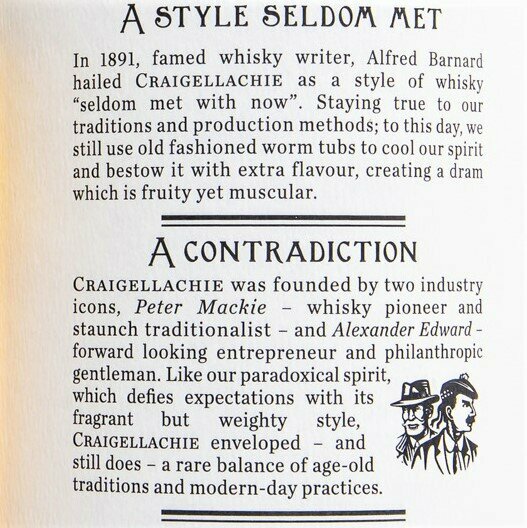 A STYLE SELDOM MET
In 1891, famed whisky writer, Alfred Barnard
hailed CRAIGELLACHIE as a style of whisky
“seldom met with now”. Staying true to our
traditions and production methods; to this day, we
still use old fashioned worm tubs to cool our spirit
and bestow it with extra flavour, creating a dram
which is fruity yet muscular.
A CONTRADICTION
CRAIGELLACHIE was founded by two industry
icons, Peter Mackie – whisky pioneer and
staunch traditionalist – and Alexander Edward –
forward looking entrepreneur and philanthropic
gentleman. Like our paradoxical spirit,
which defies expectations with its
fragrant but weighty style,
CRAIGELLACHIE enveloped – and
still does – a rare balance of age-old
traditions and modern-day practices.